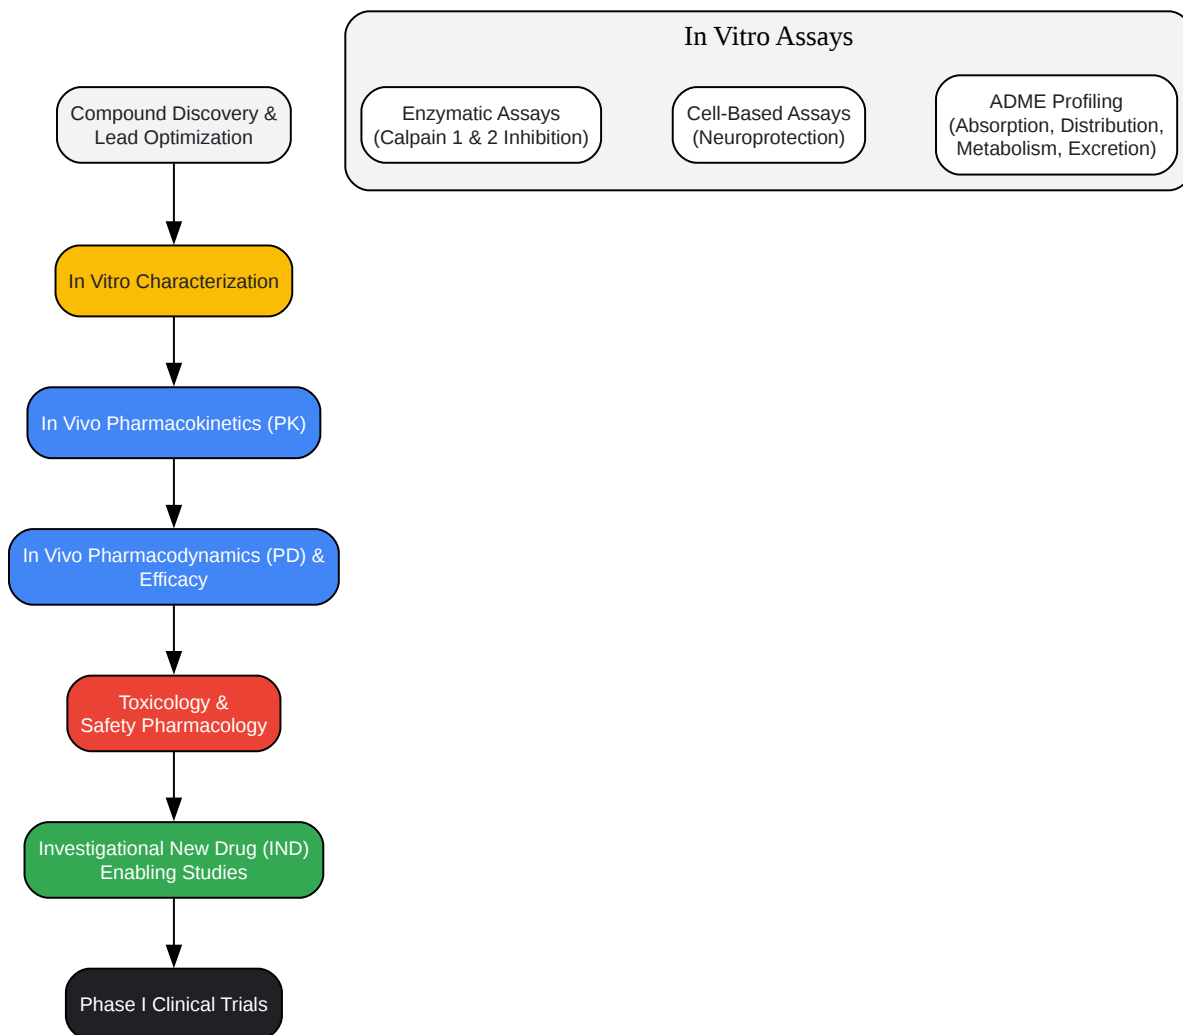 In Vitro Assays
Compound Discovery &
Lead Optimization
Enzymatic Assays
(Calpain 1 & 2 Inhibition)
Cell-Based Assays
(Neuroprotection)
ADME Profiling
(Absorption, Distribution,
Metabolism, Excretion)
In Vitro Characterization
In Vivo Pharmacokinetics (PK)
In Vivo Pharmacodynamics (PD) &
Efficacy
Toxicology &
Safety Pharmacology
Investigational New Drug (IND)
Enabling Studies
Phase I Clinical Trials